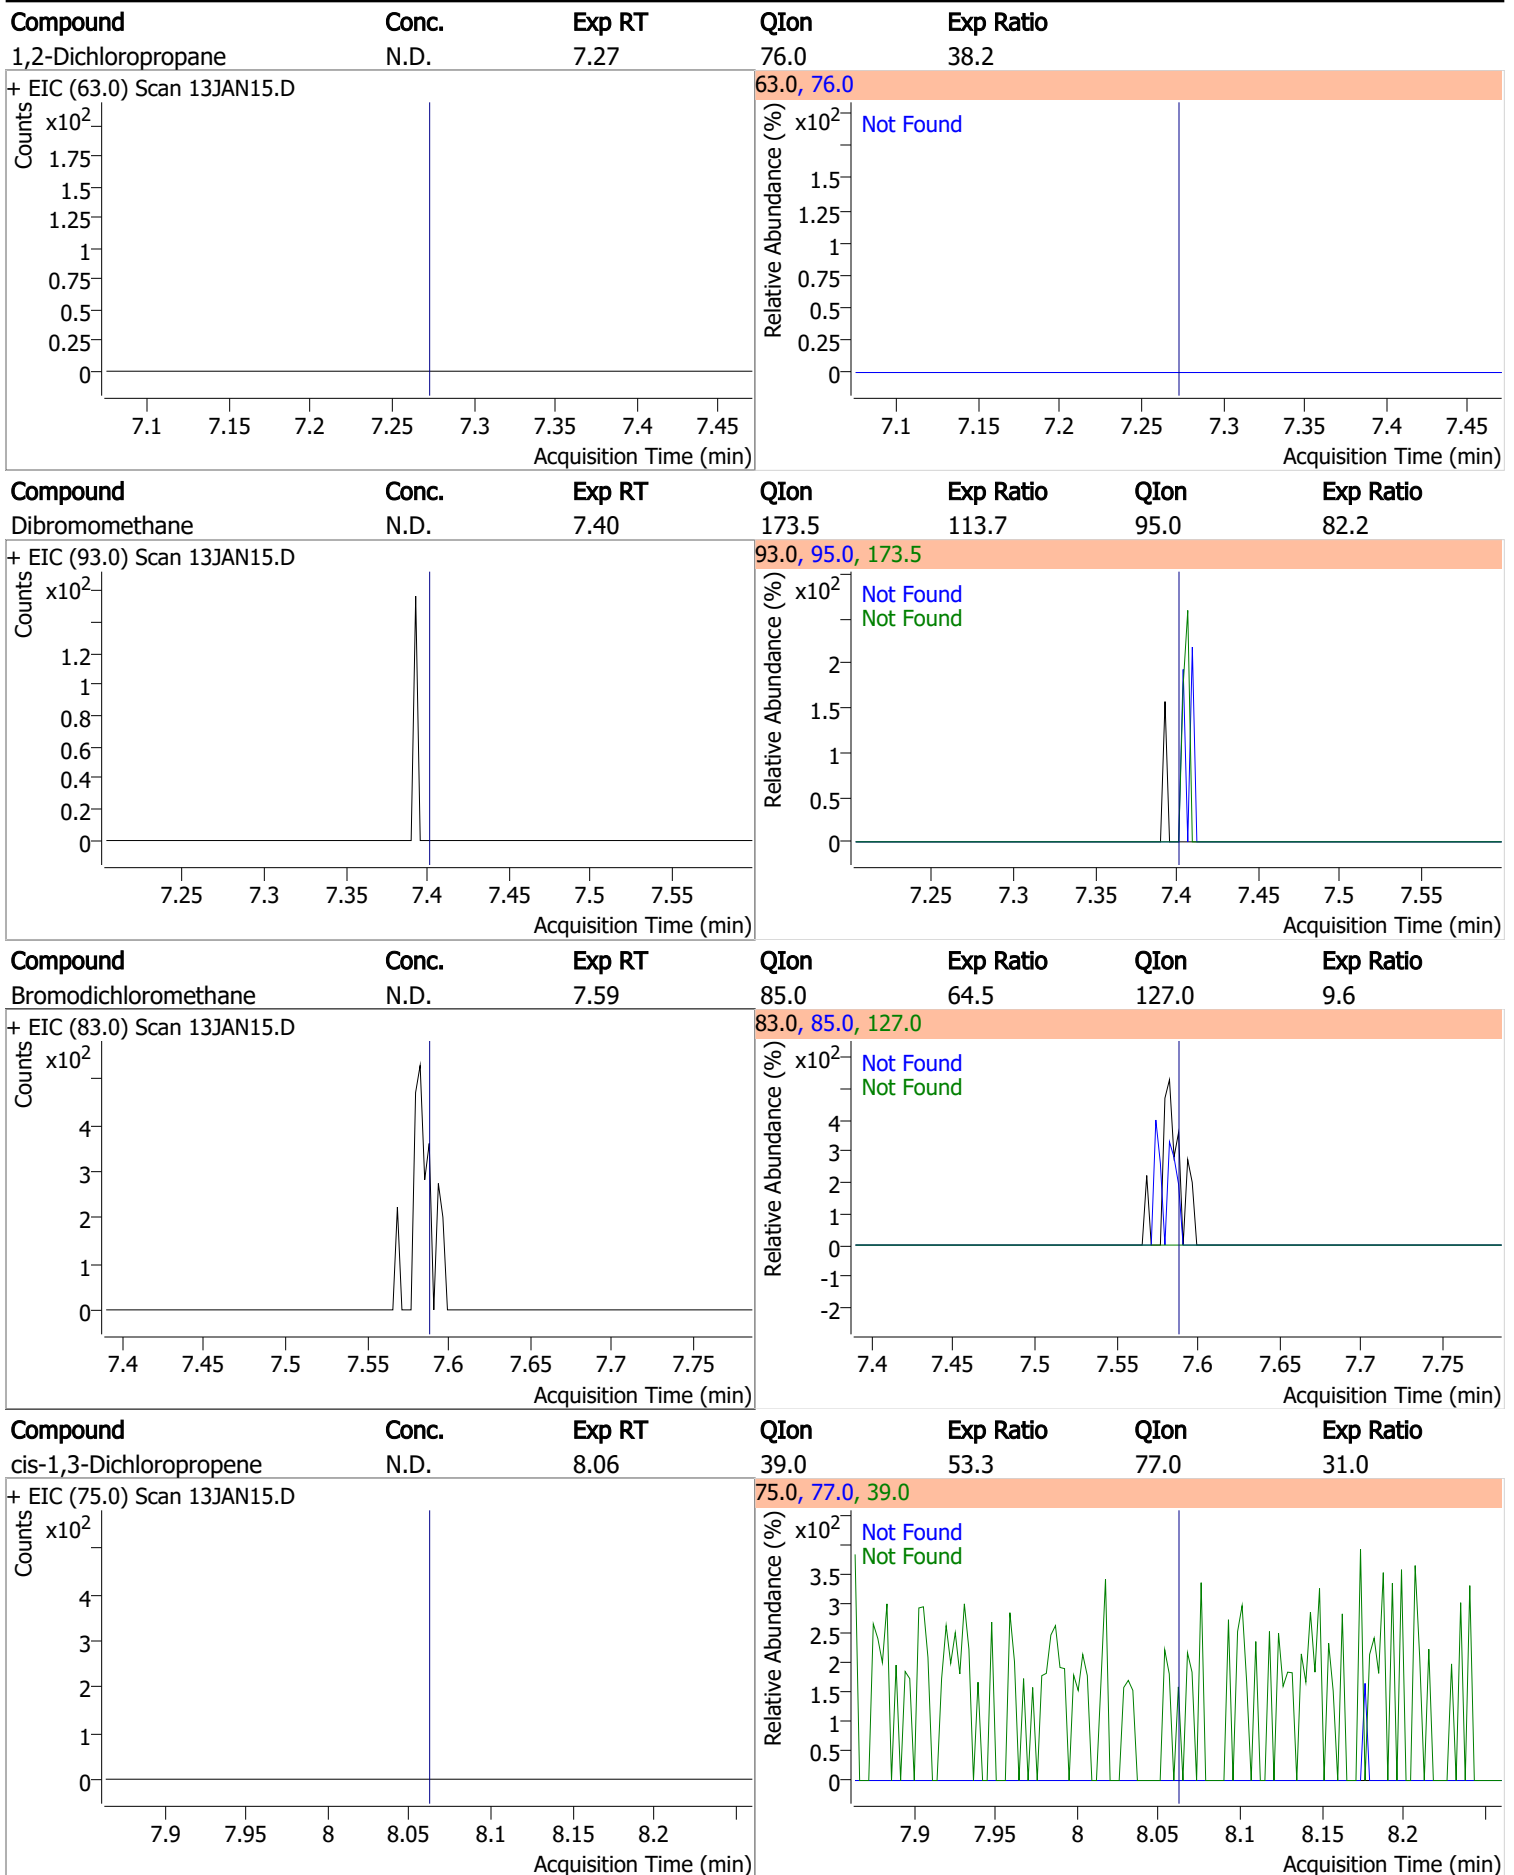 Compound Conc. Exp RT QIon Exp Ratio
1,2-Dichloropropane N.D. 7.27 76.0 38.2
+ EIC (63.0) Scan 13JAN15.D
63.0, 76.0
Counts
x10^2
1.75
1.5
1.25
1
0.75
0.5
0.25
0
7.1 7.15 7.2 7.25 7.3 7.35 7.4 7.45
Acquisition Time (min)
Relative Abundance (%)
x10^2
Not Found
1.5
1.25
1
0.75
0.5
0.25
0
7.1 7.15 7.2 7.25 7.3 7.35 7.4 7.45
Acquisition Time (min)
Compound Conc. Exp RT QIon Exp Ratio QIon Exp Ratio
Dibromomethane N.D. 7.40 173.5 113.7 95.0 82.2
+ EIC (93.0) Scan 13JAN15.D
93.0, 95.0, 173.5
Counts
x10^2
1.2
1
0.8
0.6
0.4
0.2
0
7.25 7.3 7.35 7.4 7.45 7.5 7.55
Acquisition Time (min)
Relative Abundance (%)
x10^2
Not Found
Not Found
2
1.5
1
0.5
0
7.25 7.3 7.35 7.4 7.45 7.5 7.55
Acquisition Time (min)
Compound Conc. Exp RT QIon Exp Ratio QIon Exp Ratio
Bromodichloromethane N.D. 7.59 85.0 64.5 127.0 9.6
+ EIC (83.0) Scan 13JAN15.D
83.0, 85.0, 127.0
Counts
x10^2
4
3
2
1
0
7.4 7.45 7.5 7.55 7.6 7.65 7.7 7.75
Acquisition Time (min)
Relative Abundance (%)
x10^2
Not Found
Not Found
4
3
2
1
0
-1
-2
7.4 7.45 7.5 7.55 7.6 7.65 7.7 7.75
Acquisition Time (min)
Compound Conc. Exp RT QIon Exp Ratio QIon Exp Ratio
cis-1,3-Dichloropropene N.D. 8.06 39.0 53.3 77.0 31.0
+ EIC (75.0) Scan 13JAN15.D
75.0, 77.0, 39.0
Counts
x10^2
4
3
2
1
0
7.9 7.95 8 8.05 8.1 8.15 8.2
Acquisition Time (min)
Relative Abundance (%)
x10^2
Not Found
Not Found
3.5
3
2.5
2
1.5
1
0.5
0
7.9 7.95 8 8.05 8.1 8.15 8.2
Acquisition Time (min)